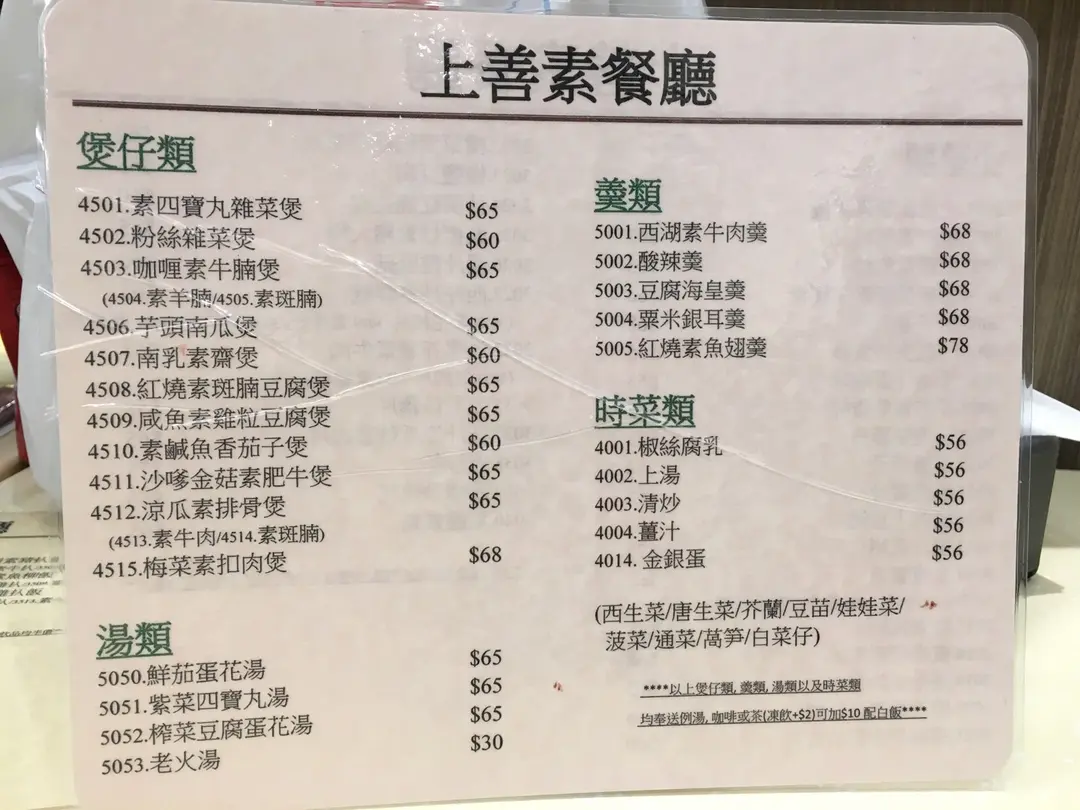 上善素餐廳
煲仔類
4501.素四寶丸雜菜煲 $65
4502.粉絲雜菜煲 $60
4503.咖喱素牛腩煲 $65
(4504.素羊腩/4505.素斑腩)
4506.芋頭南瓜煲 $65
4507.南乳素齋煲 $60
4508.紅燒素斑腩豆腐煲 $65
4509.咸魚素雞粒豆腐煲 $65
4510.素鹹魚香茄子煲 $60
4511.沙嗲金菇素肥牛煲 $65
4512.涼瓜素排骨煲 $65
(4513.素牛肉/4514.素斑腩)
4515.梅菜素扣肉煲 $68
湯類
5050.鮮茄蛋花湯 $65
5051.紫菜四寶丸湯 $65
5052.榨菜豆腐蛋花湯 $65
5053.老火湯 $30
羹類
5001.西湖素牛肉羹 $68
5002.酸辣羹 $68
5003.豆腐海皇羹 $68
5004.粟米銀耳羹 $68
5005.紅燒素魚翅羹 $78
時菜類
4001.椒絲腐乳 $56
4002.上湯 $56
4003.清炒 $56
4004.薑汁 $56
4014. 金銀蛋 $56
(西生菜/唐生菜/芥蘭/豆苗/娃娃菜/
菠菜/通菜/萵笋/白菜仔)
****以上煲仔類, 羹類, 湯類以及時菜類
均奉送例湯, 咖啡或茶(凍飲+$2)可加$10 配白飯****